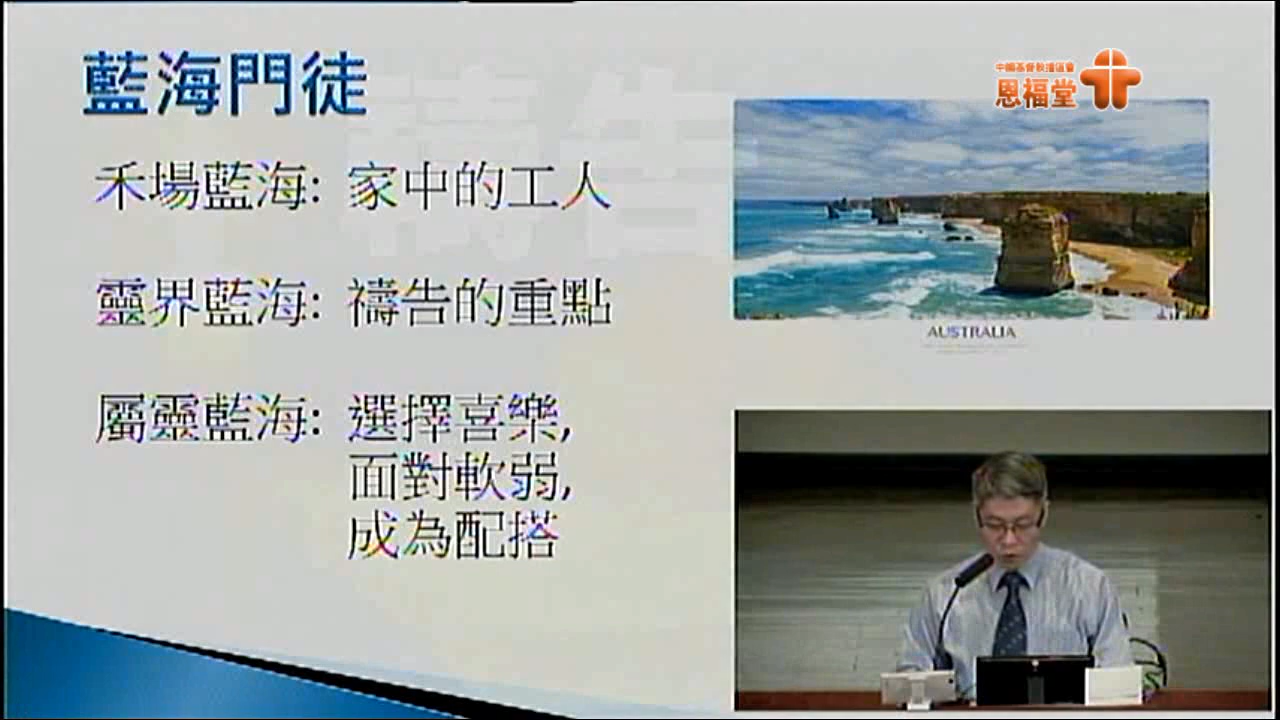 藍海門徒
中國基督教播道會
恩福堂
禾場藍海: 家中的工人
靈界藍海: 禱告的重點
屬靈藍海: 選擇喜樂,
面對軟弱,
成為配搭
禱告
AUSTRALIA